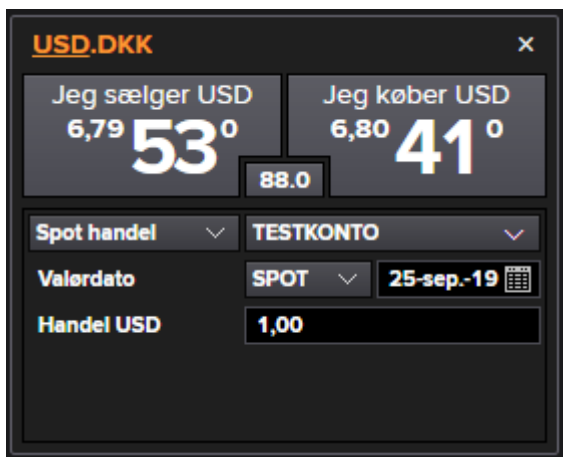 USD.DKK ×
Jeg sælger USD Jeg køber USD
6,79 53 0 6,80 41 0
88.0
Spot handel TESTKONTO
Valørdato SPOT 25-sep.-19
Handel USD 1,00